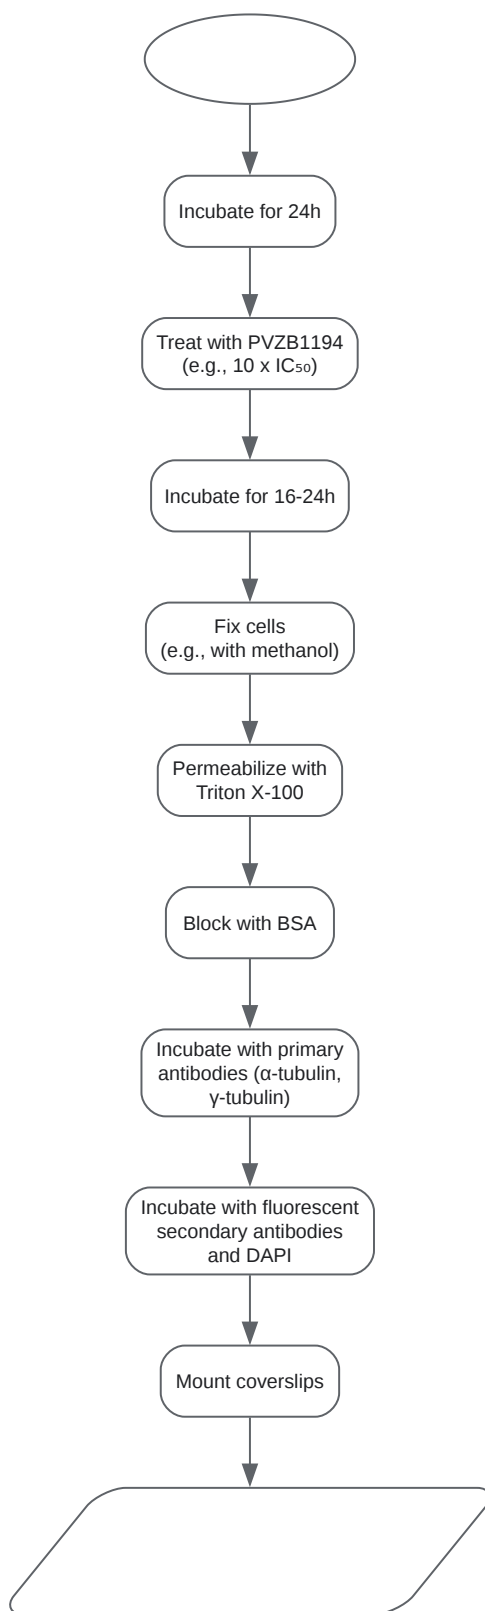 Incubate for 24h
Treat with PVZB1194
(e.g., 10 x IC₅₀)
Incubate for 16-24h
Fix cells
(e.g., with methanol)
Permeabilize with
Triton X-100
Block with BSA
Incubate with primary
antibodies (α-tubulin,
γ-tubulin)
Incubate with fluorescent
secondary antibodies
and DAPI
Mount coverslips